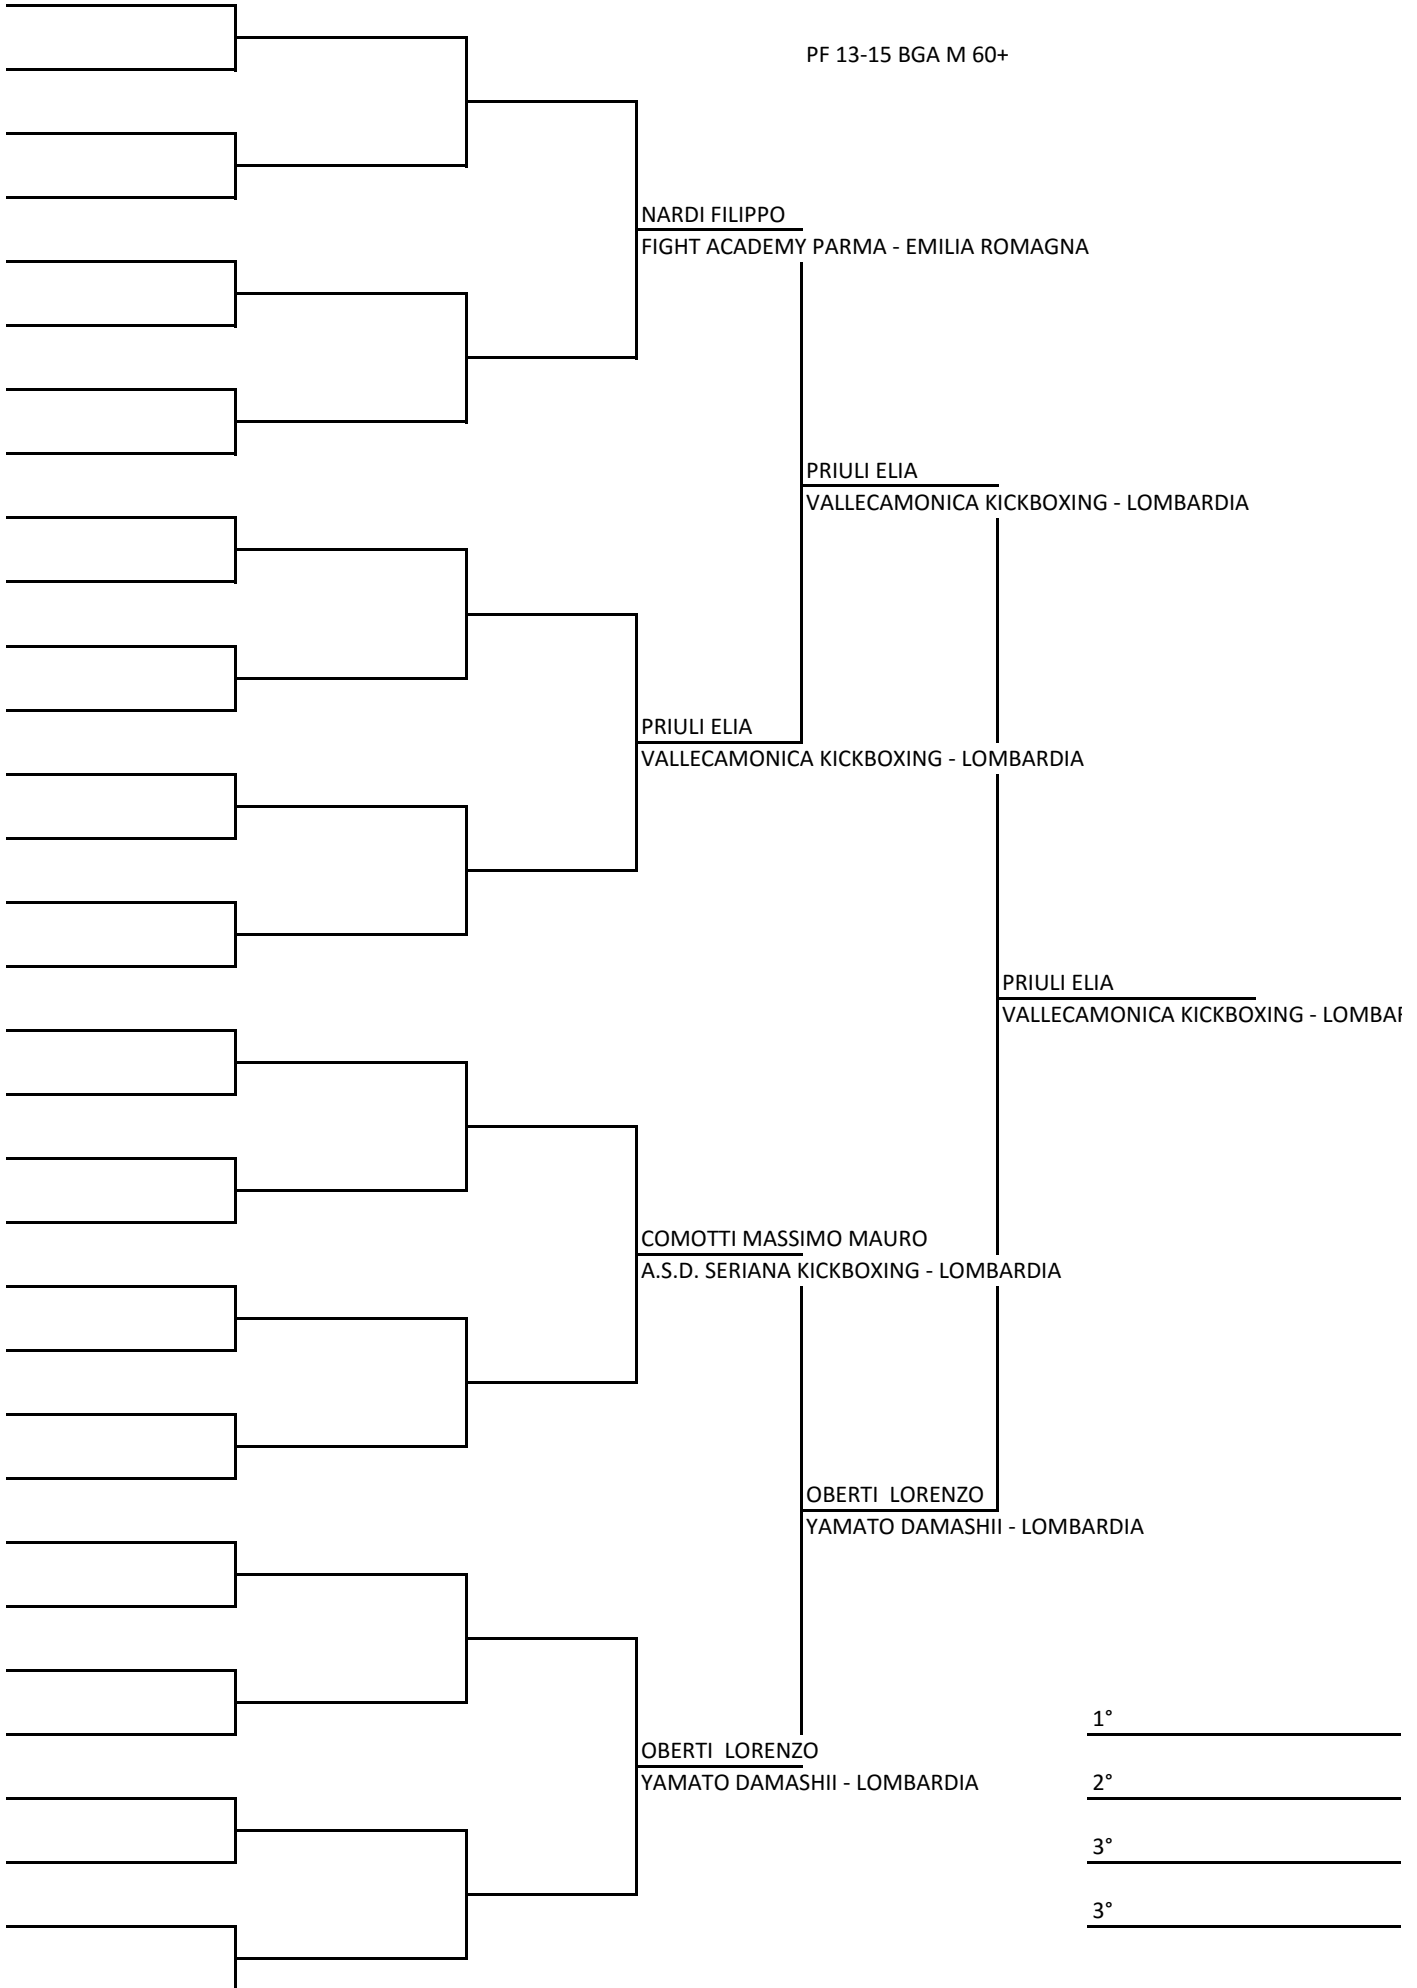 PF 13-15 BGA M 60+
NARDI FILIPPO
FIGHT ACADEMY PARMA - EMILIA ROMAGNA
PRIULI ELIA
VALLECAMONICA KICKBOXING - LOMBARDIA
PRIULI ELIA
VALLECAMONICA KICKBOXING - LOMBARDIA
PRIULI ELIA
VALLECAMONICA KICKBOXING - LOMBAR
COMOTTI MASSIMO MAURO
A.S.D. SERIANA KICKBOXING - LOMBARDIA
OBERTI  LORENZO
YAMATO DAMASHII - LOMBARDIA
1°
OBERTI  LORENZO
YAMATO DAMASHII - LOMBARDIA
2°
3°
3°